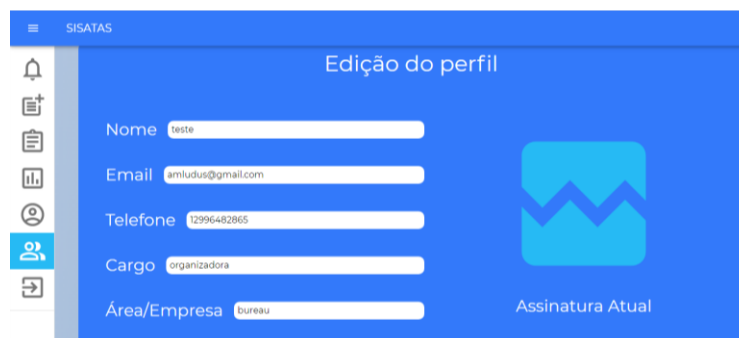 SISATAS
Edição do perfil
Nome teste
Email amludus@gmail.com
Telefone 12996482865
Cargo organizadora
Área/Empresa bureau
Assinatura Atual